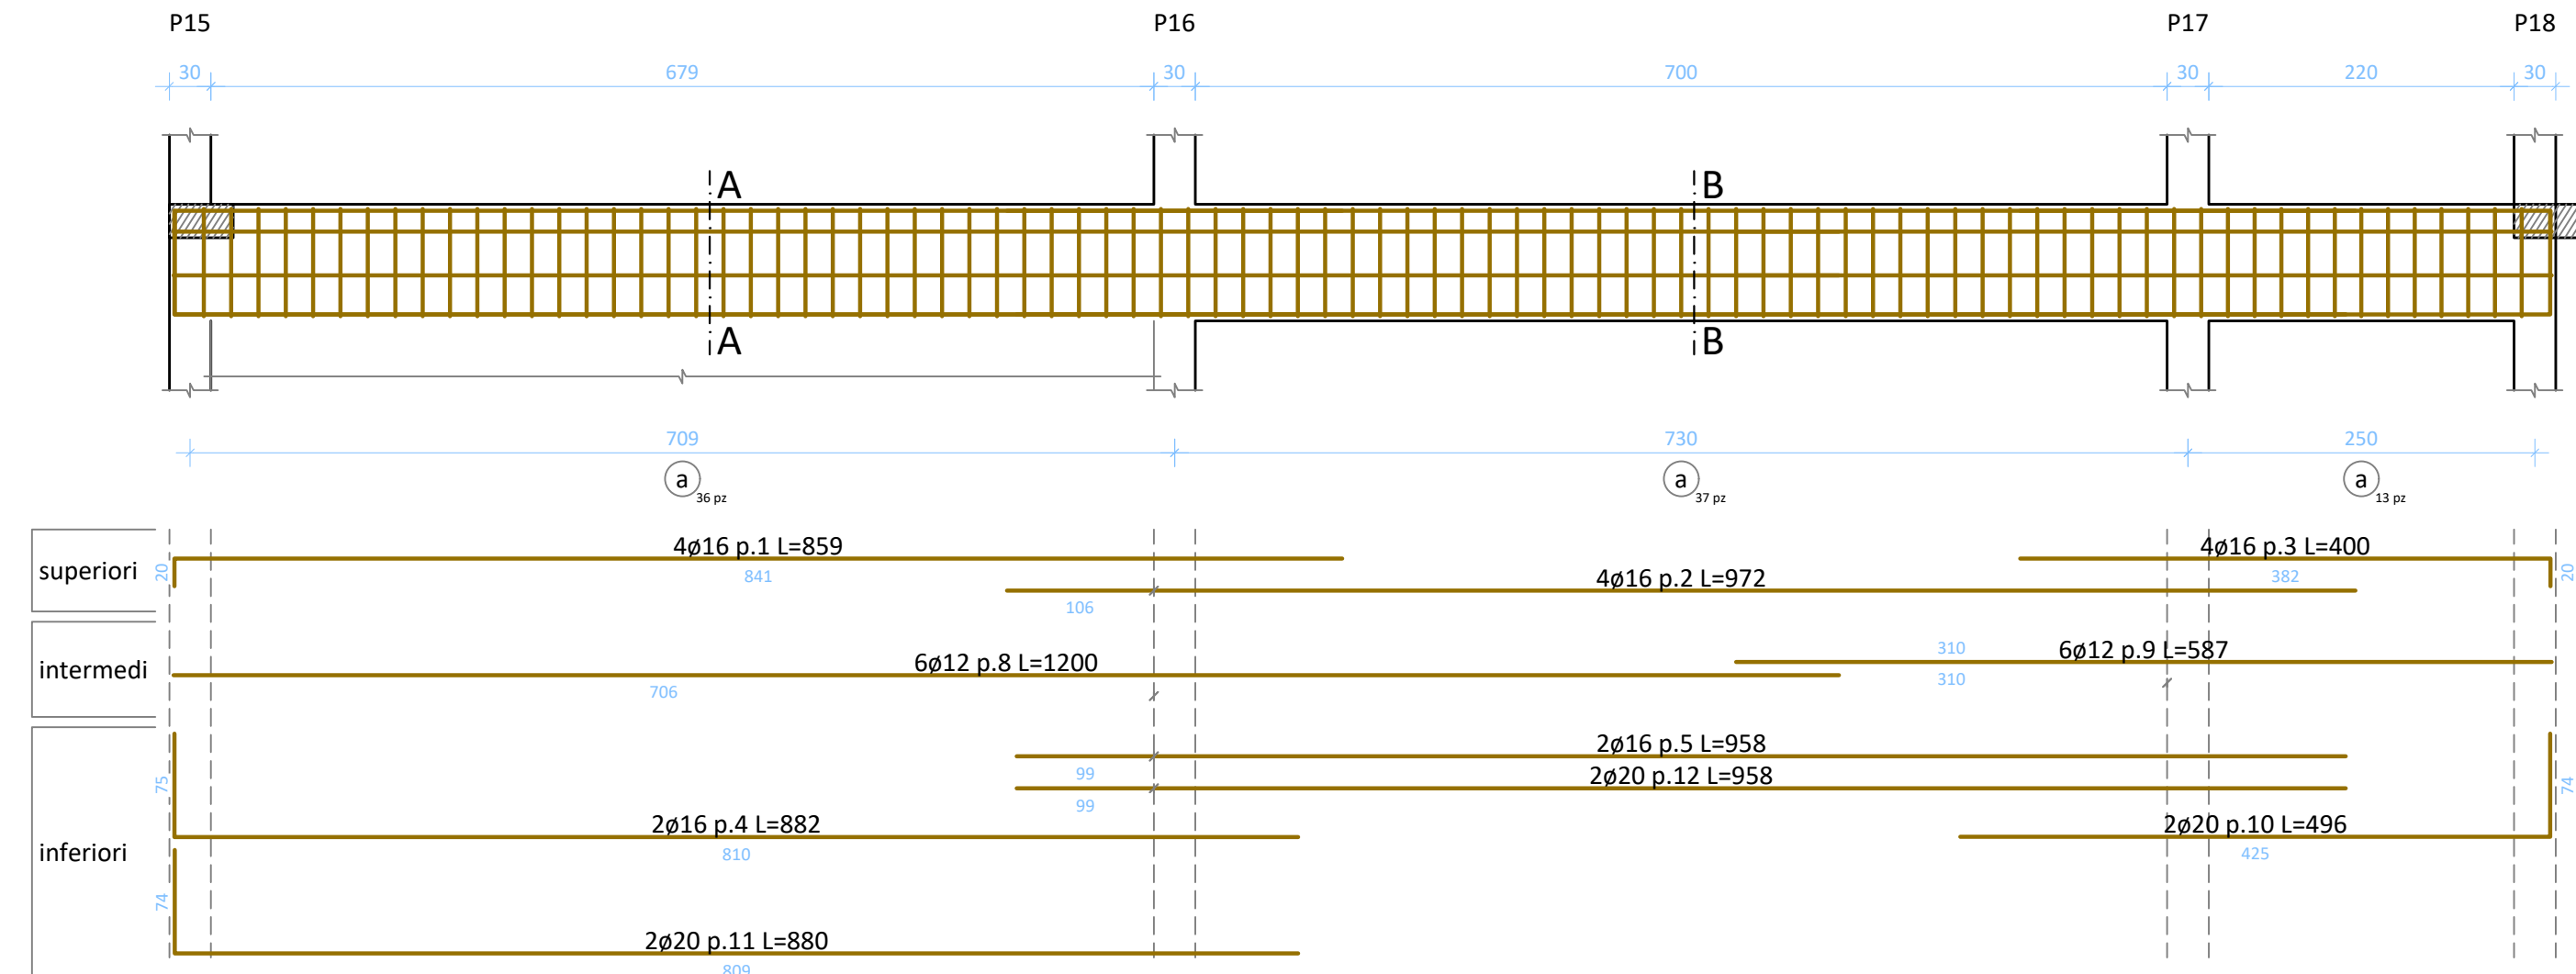 P15 P16 P17 P18
30 679 30 700 30 220 30
A B
A B
709 730 250
a 36 pz a 37 pz a 13 pz
superiori
20 4ø16 p.1 L=859 4ø16 p.3 L=400 20
841 4ø16 p.2 L=972 382
106
intermedi
6ø12 p.8 L=1200 310 6ø12 p.9 L=587
706 310
inferiori
75 2ø16 p.5 L=958 74
99 2ø20 p.12 L=958
99
2ø16 p.4 L=882 2ø20 p.10 L=496
810 425
74
2ø20 p.11 L=880
809